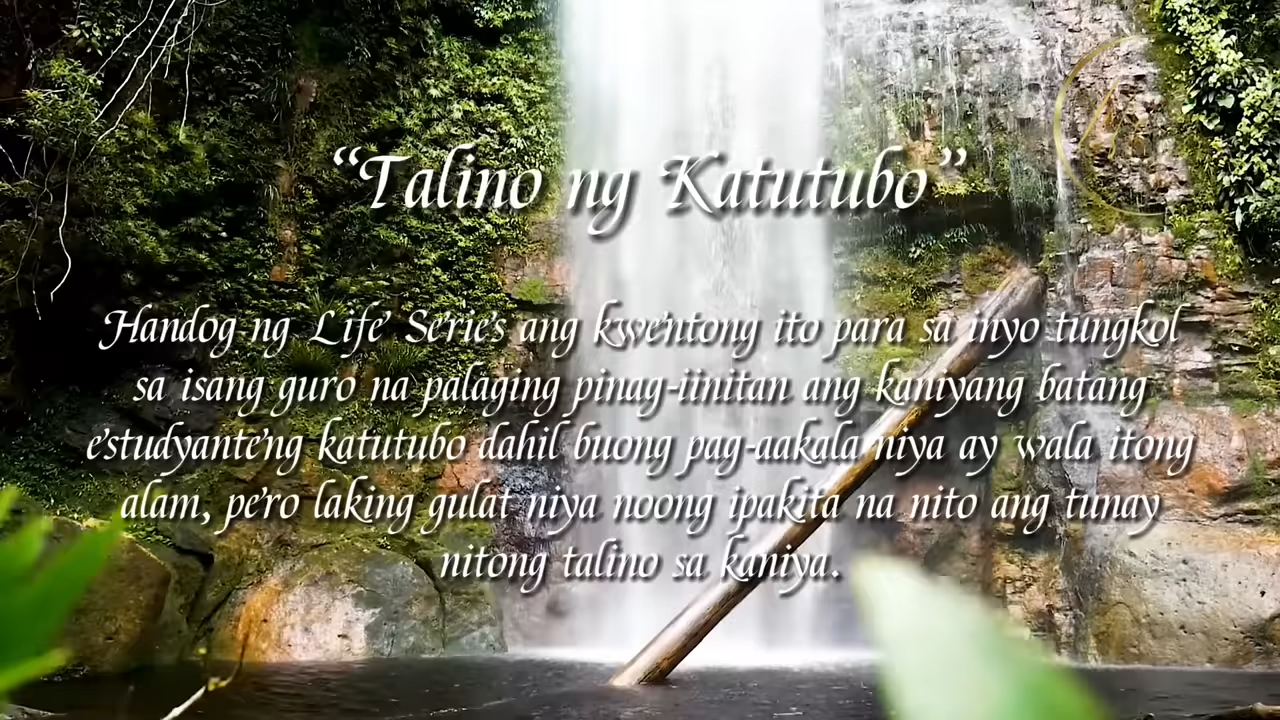 “Talino ng Katutubo”
Handog ng Life Series ang kwentong ito para sa inyo tungkol
sa isang guro na palaging pinag-iinitan ang kaniyang batang
estudyanteng katutubo dahil buong pag-aakala niya ay wala itong
alam, pero laking gulat niya noong ipakita na nito ang tunay
nitong talino sa kaniya.